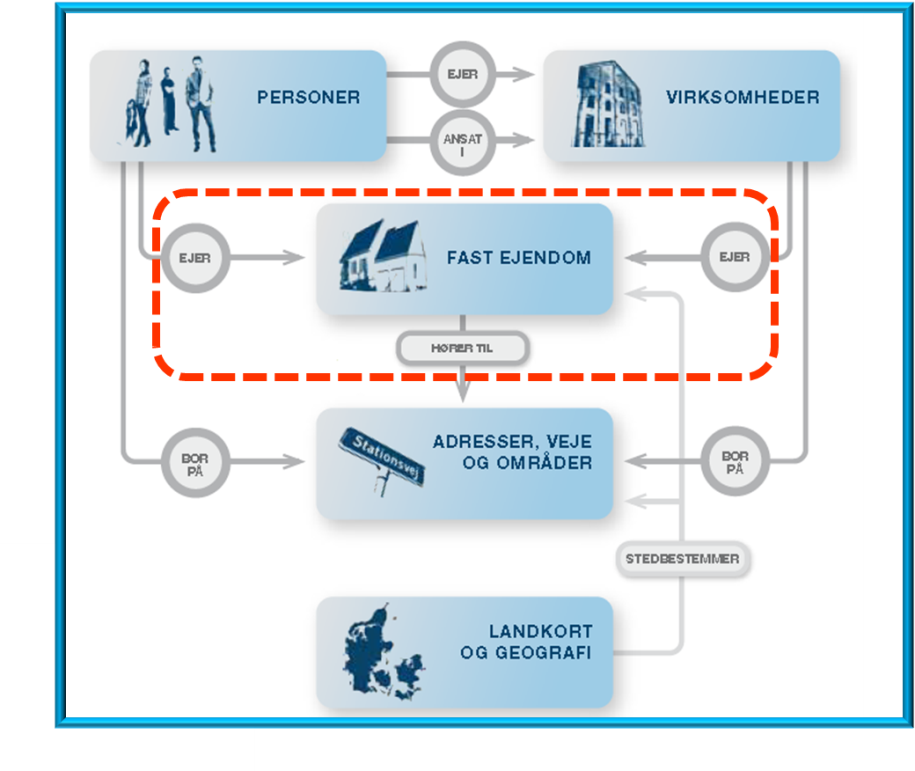 PERSONER
EJER
ANSAT
I
VIRKSOMHEDER
EJER
FAST EJENDOM
EJER
HØRER TIL
BOR
PÅ
Stationsvej
ADRESSER, VEJE
OG OMRÅDER
BOR
PÅ
STEDBESTEMMER
LANDKORT
OG GEOGRAFI